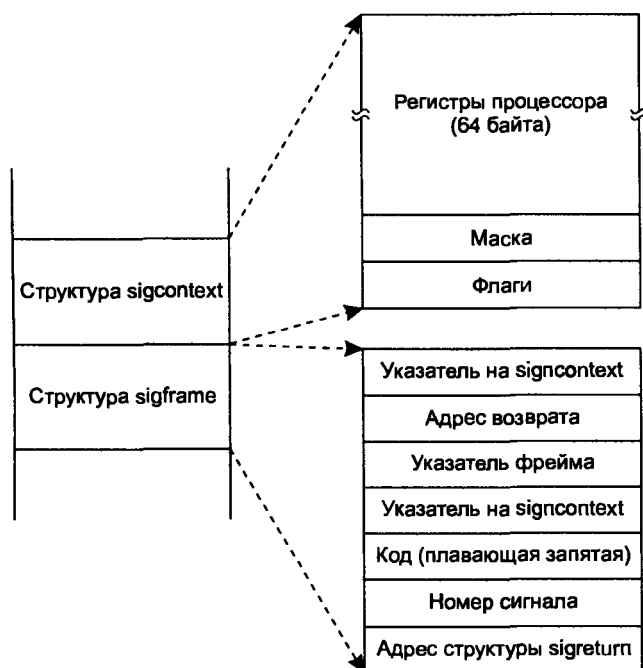 Регистры процессора
(64 байта)
Маска
Флаги
Структура sigcontext
Структура sigframe
Указатель на signcontext
Адрес возврата
Указатель фрейма
Указатель на signcontext
Код (плавающая запятая)
Номер сигнала
Адрес структуры sigreturn